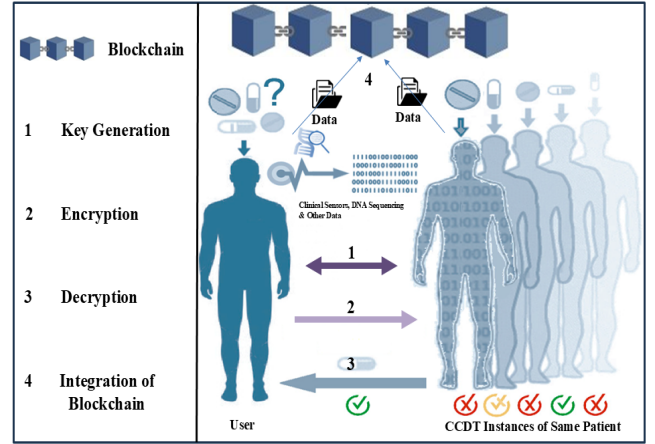 Blockchain
1 Key Generation
2 Encryption
3 Decryption
4 Integration of
Blockchain
4
Data
Data
?
Clinical Sensors, DNA Sequencing
& Other Data
1
2
3
User
CCDT Instances of Same Patient